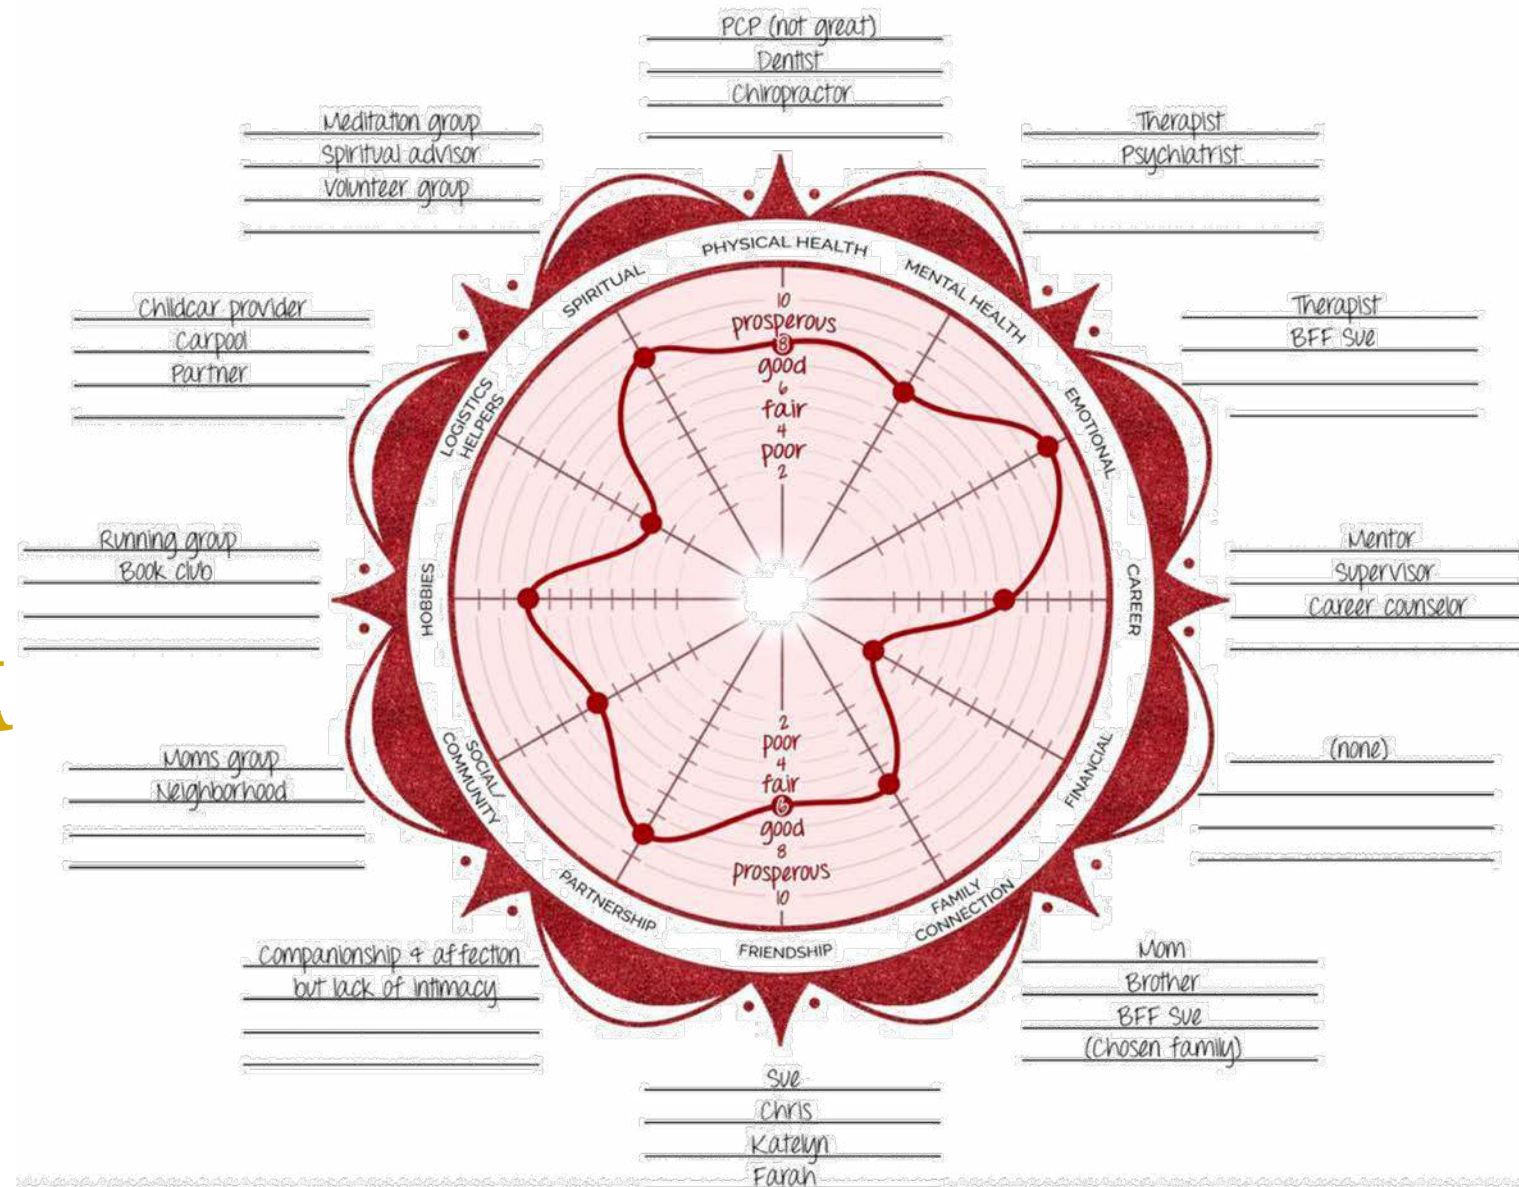 PCP (not great)
Dentist
Chiropractor
Meditation group
Spiritual advisor
Volunteer group
Therapist
Psychiatrist
PHYSICAL HEALTH
SPIRITUAL
MENTAL HEALTH
Childcar provider
Carpool
Partner
Therapist
BFF Sue
10
prosperous
8
good
6
fair
4
poor
2
LOGISTICS
HELPERS
EMOTIONAL
Running group
Book club
HOBBIES
CAREER
Mentor
Supervisor
Career counselor
2
poor
4
fair
6
good
8
prosperous
10
Moms group
Neighborhood
SOCIAL/
COMMUNITY
FINANCIAL
(none)
PARTNERSHIP
FRIENDSHIP
FAMILY
CONNECTION
Companionship & affection
but lack of intimacy
Mom
Brother
BFF Sue
(Chosen family)
Sue
Chris
Katelyn
Farah